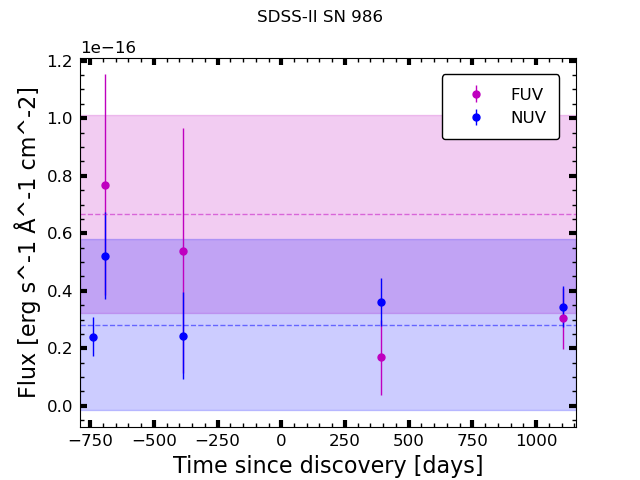 SDSS-II SN 986
1e−16
1.2
1.0
0.8
0.6
0.4
0.2
0.0
Flux [erg s^-1 Å^-1 cm^-2]
FUV
NUV
−750 −500 −250 0 250 500 750 1000
Time since discovery [days]